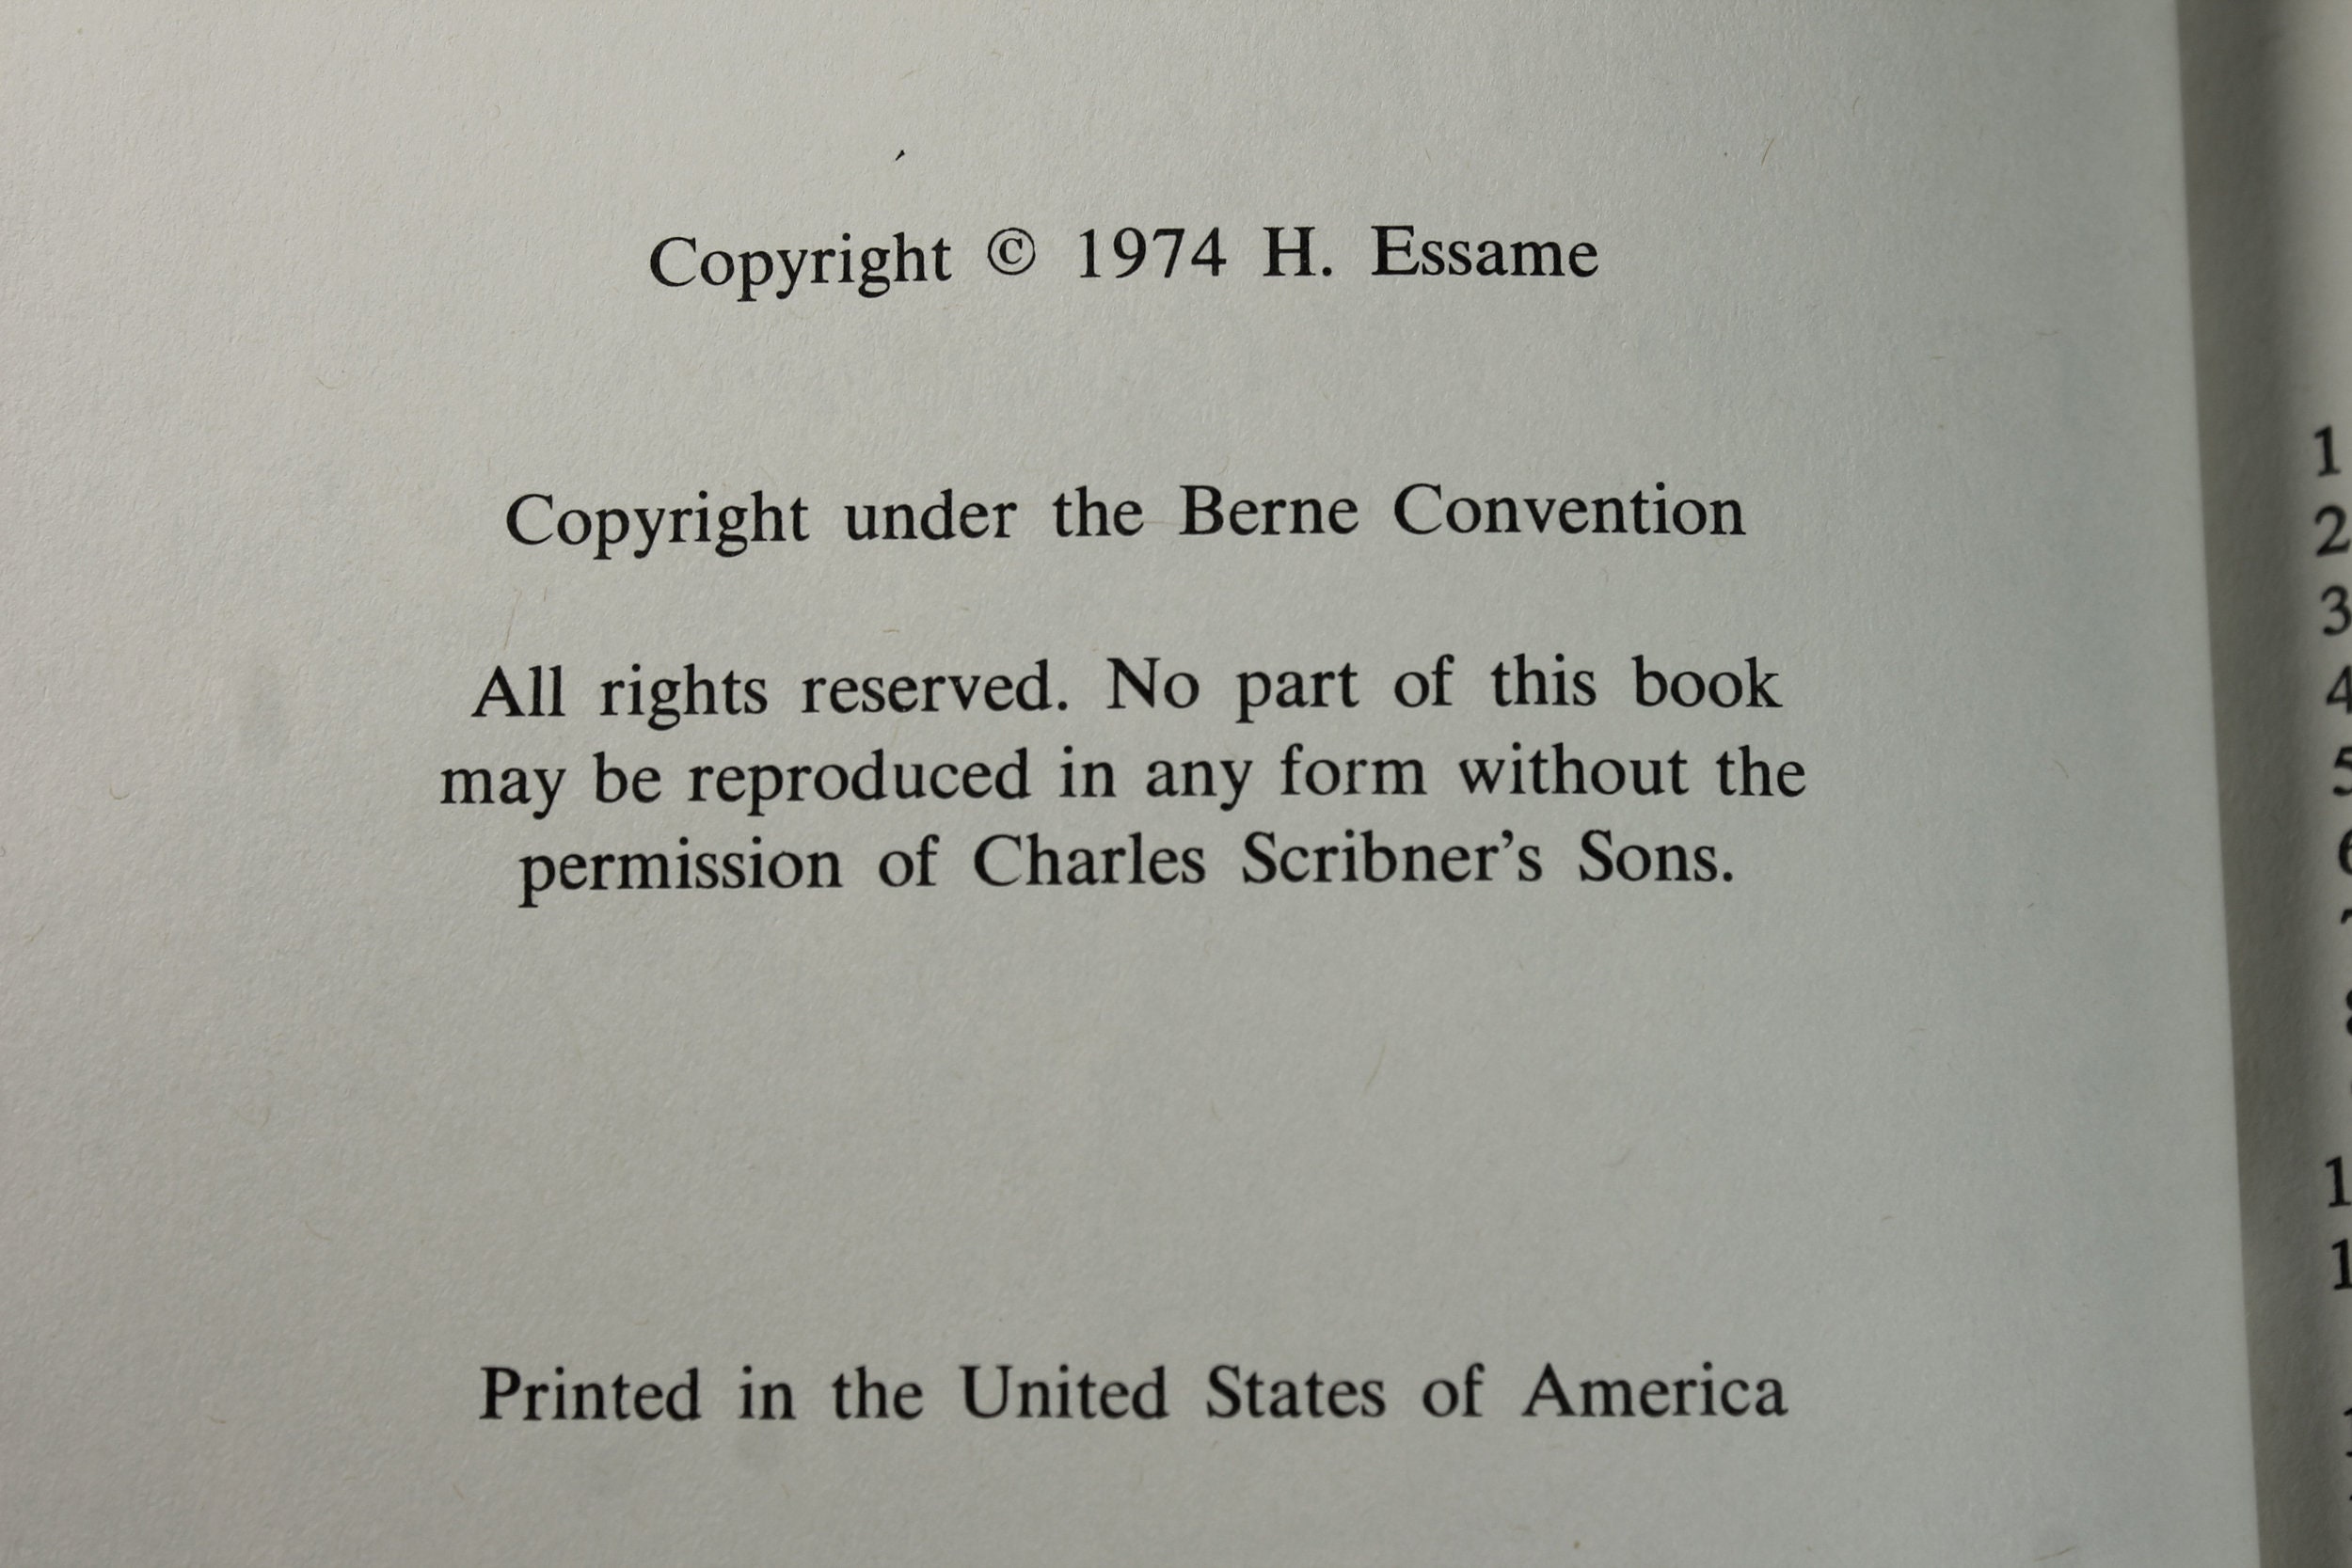 Copyright © 1974 H. Essame
Copyright under the Berne Convention
All rights reserved. No part of this book
may be reproduced in any form without the
permission of Charles Scribner's Sons.
Printed in the United States of America
1
2
3
4
5